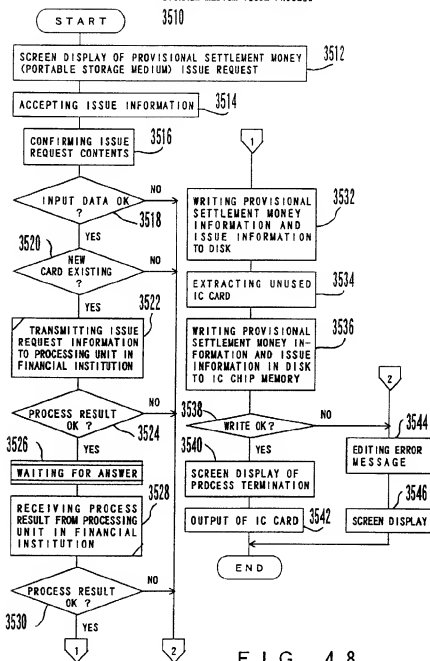 3510
START
3512
SCREEN DISPLAY OF PROVISIONAL SETTLEMENT MONEY
(PORTABLE STORAGE MEDIUM) ISSUE REQUEST
3514
ACCEPTING ISSUE INFORMATION
3516
CONFIRMING ISSUE
REQUEST CONTENTS
NO
INPUT DATA OK
?
3518
YES
3520
NEW
CARD EXISTING
?
NO
YES
3522
TRANSMITTING ISSUE
REQUEST INFORMATION
TO PROCESSING UNIT IN
FINANCIAL INSTITUTION
NO
PROCESS RESULT
OK ?
3524
YES
3526
WAITING FOR ANSWER
3528
RECEIVING PROCESS
RESULT FROM PROCESSING
UNIT IN FINANCIAL
INSTITUTION
NO
PROCESS RESULT
OK ?
3530
YES
1
2
1
3532
WRITING PROVISIONAL
SETTLEMENT MONEY
INFORMATION AND
ISSUE INFORMATION
TO DISK
3534
EXTRACTING UNUSED
IC CARD
3536
WRITING PROVISIONAL
SETTLEMENT MONEY IN-
FORMATION AND ISSUE
INFORMATION IN DISK
TO IC CHIP MEMORY
2
3538
WRITE OK?
NO
YES
3544
EDITING ERROR
MESSAGE
3540
SCREEN DISPLAY OF
PROCESS TERMINATION
3546
SCREEN DISPLAY
3542
OUTPUT OF IC CARD
END
FIG. 48